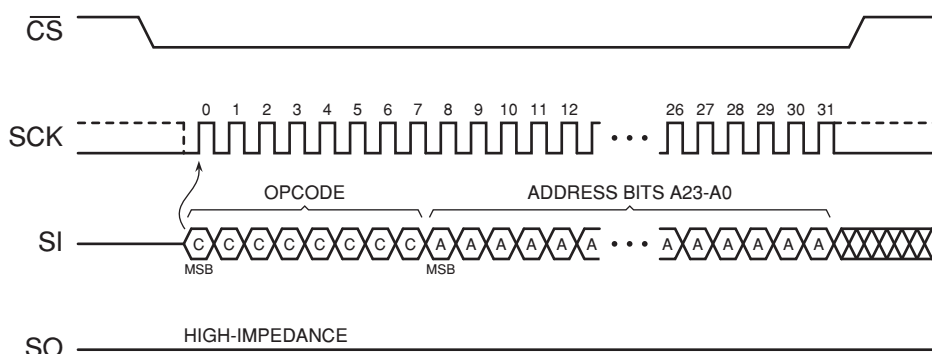 CS
0 1 2 3 4 5 6 7 8 9 10 11 12 26 27 28 29 30 31
SCK
OPCODE ADDRESS BITS A23-A0
SI C C C C C C C C A A A A A A A A A A A A
MSB MSB
HIGH-IMPEDANCE
SO